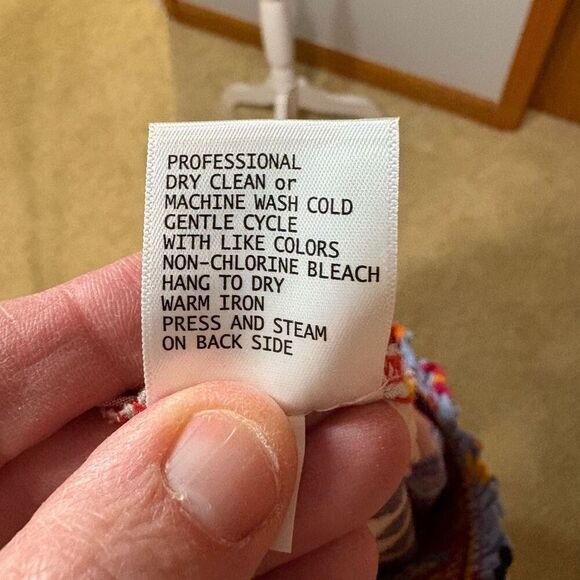 PROFESSIONAL
DRY CLEAN or
MACHINE WASH COLD
GENTLE CYCLE
WITH LIKE COLORS
NON-CHLORINE BLEACH
HANG TO DRY
WARM IRON
PRESS AND STEAM
ON BACK SIDE